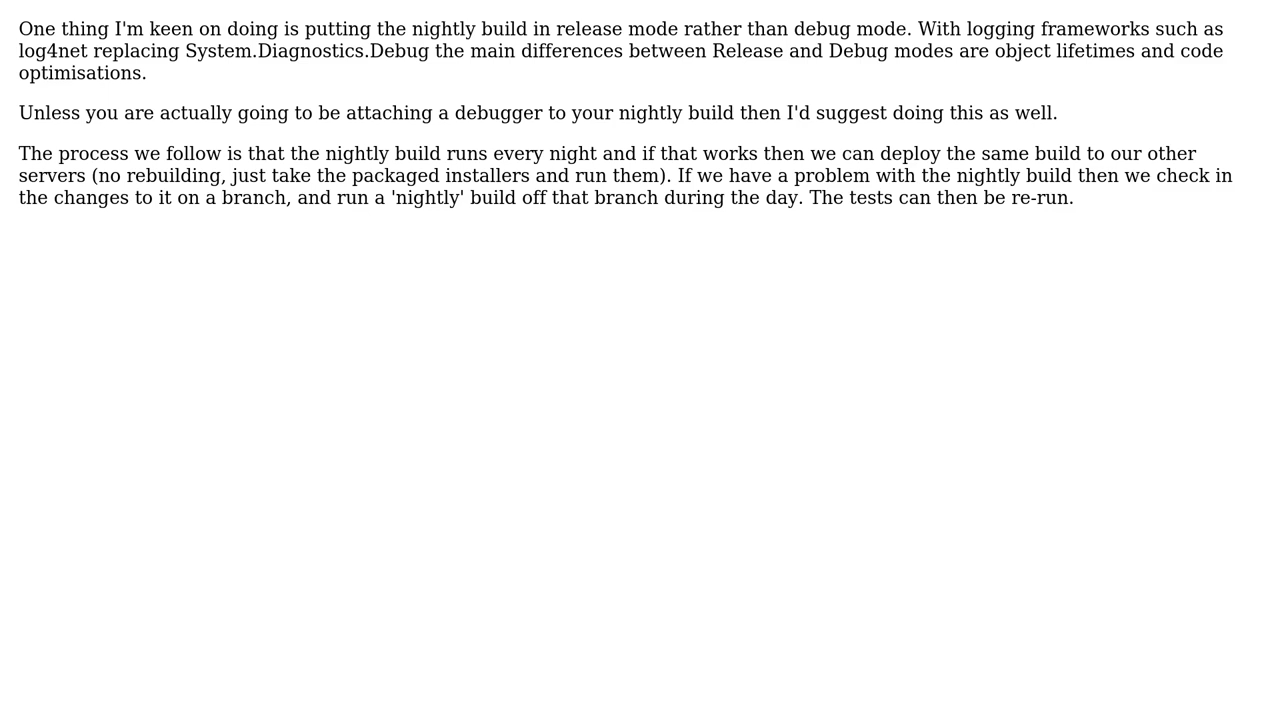 One thing I'm keen on doing is putting the nightly build in release mode rather than debug mode. With logging frameworks such as
log4net replacing System.Diagnostics.Debug the main differences between Release and Debug modes are object lifetimes and code
optimisations.
Unless you are actually going to be attaching a debugger to your nightly build then I'd suggest doing this as well.
The process we follow is that the nightly build runs every night and if that works then we can deploy the same build to our other
servers (no rebuilding, just take the packaged installers and run them). If we have a problem with the nightly build then we check in
the changes to it on a branch, and run a 'nightly' build off that branch during the day. The tests can then be re-run.